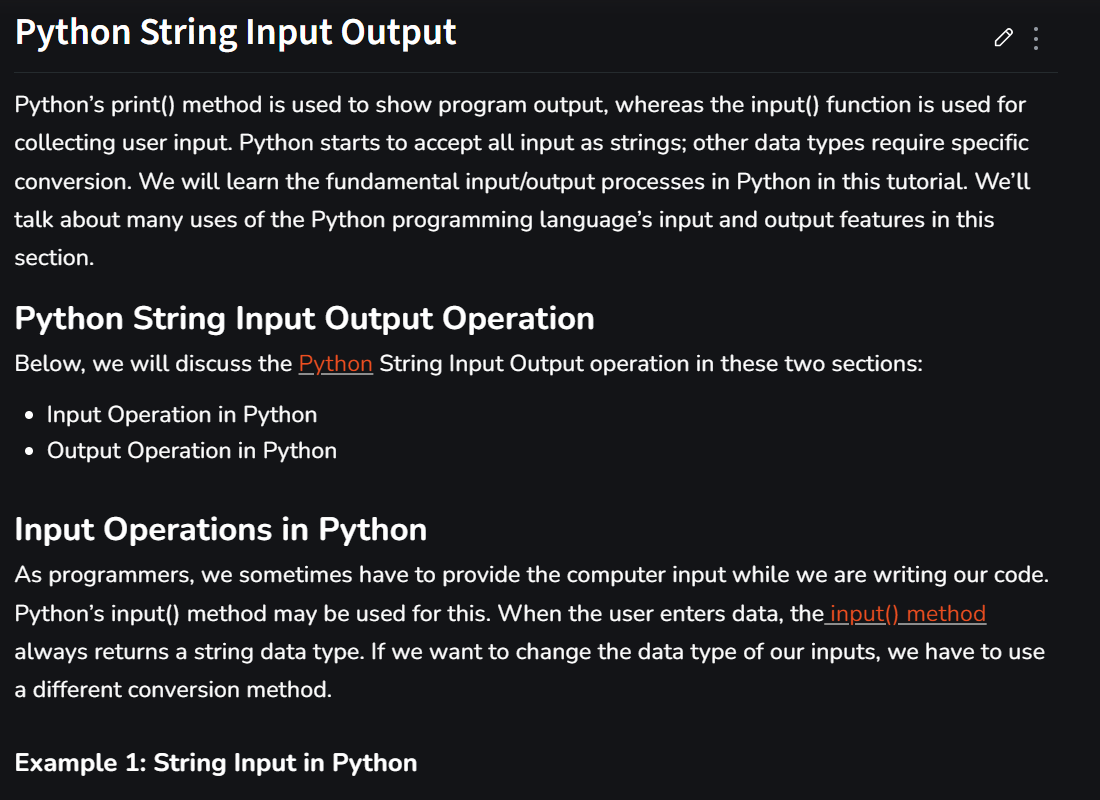 Python String Input Output
Python’s print() method is used to show program output, whereas the input() function is used for
collecting user input. Python starts to accept all input as strings; other data types require specific
conversion. We will learn the fundamental input/output processes in Python in this tutorial. We’ll
talk about many uses of the Python programming language’s input and output features in this
section.
Python String Input Output Operation
Below, we will discuss the Python String Input Output operation in these two sections:
• Input Operation in Python
• Output Operation in Python
Input Operations in Python
As programmers, we sometimes have to provide the computer input while we are writing our code.
Python’s input() method may be used for this. When the user enters data, the input() method
always returns a string data type. If we want to change the data type of our inputs, we have to use
a different conversion method.
Example 1: String Input in Python